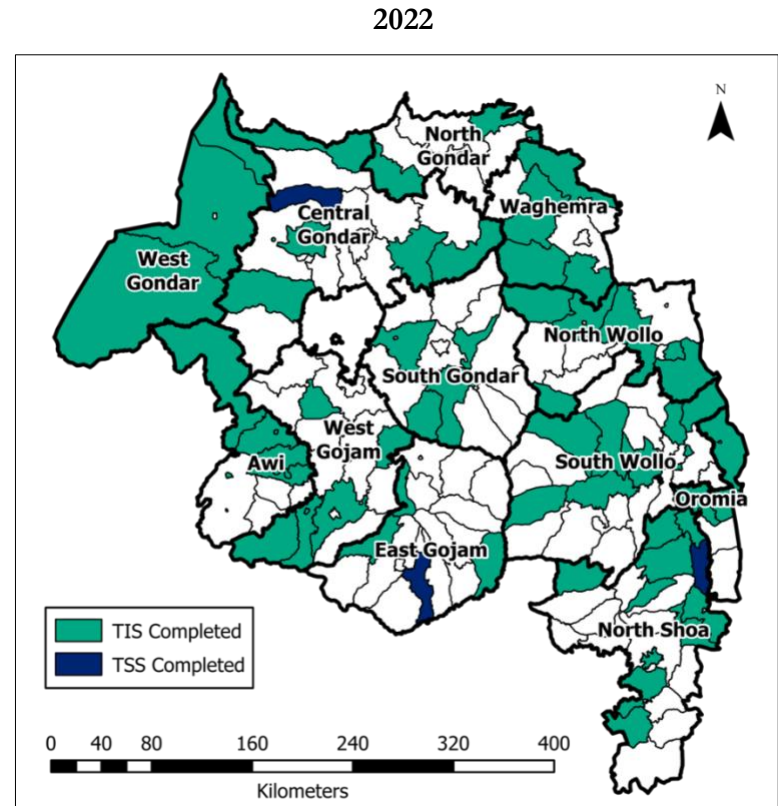 2022
N
North
Gondar
Waghemra
Central
Gondar
West
Gondar
North Wollo
South Gondar
West
Gojam
Awi
South Wollo
Oromia
East Gojam
North Shoa
TIS Completed
TSS Completed
0 40 80 160 240 320 400
Kilometers